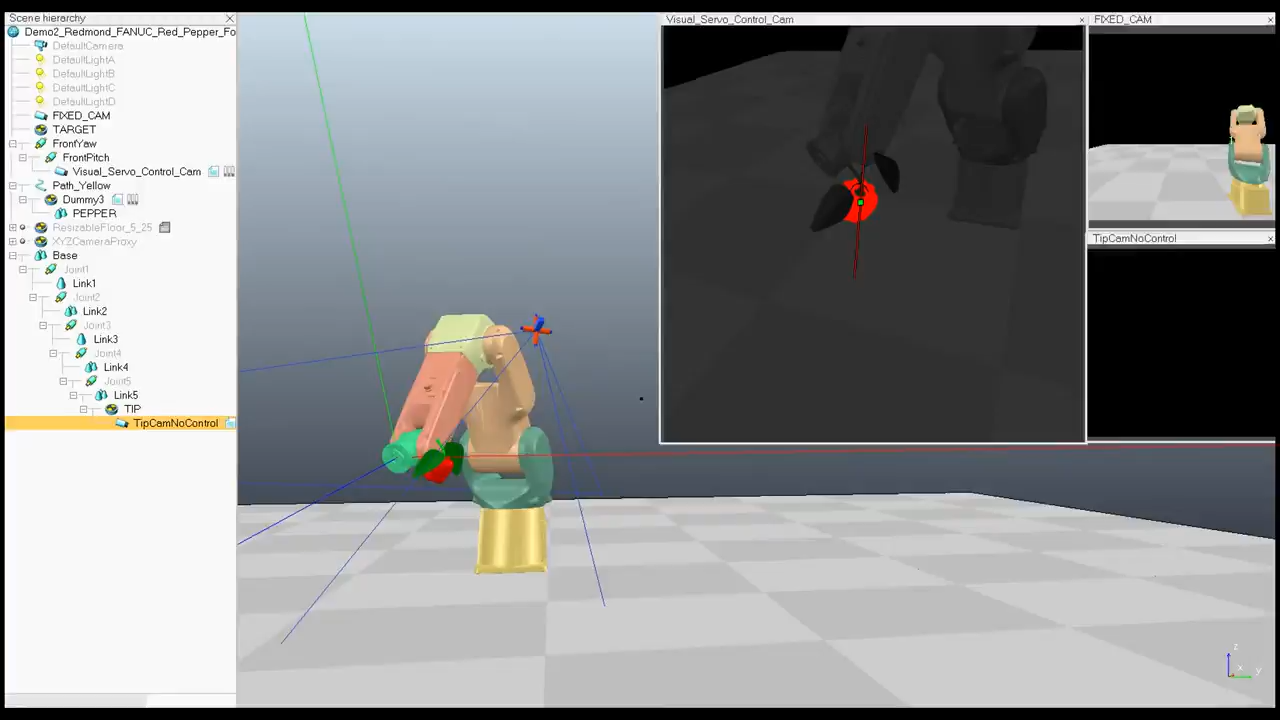 Scene hierarchy
Demo2_Redmond_FANUC_Red_Pepper_Fo
DefaultCamera
DefaultLightA
DefaultLightB
DefaultLightC
DefaultLightD
FIXED_CAM
TARGET
FrontYaw
FrontPitch
Visual_Servo_Control_Cam
Path_Yellow
Dummy3
PEPPER
ResizableFloor_5_25
XYZCameraProxy
Base
Joint1
Link1
Joint2
Link2
Joint3
Link3
Joint4
Link4
Joint5
Link5
TIP
TipCamNoControl
Visual_Servo_Control_Cam
FIXED_CAM
TipCamNoControl
z
x
y